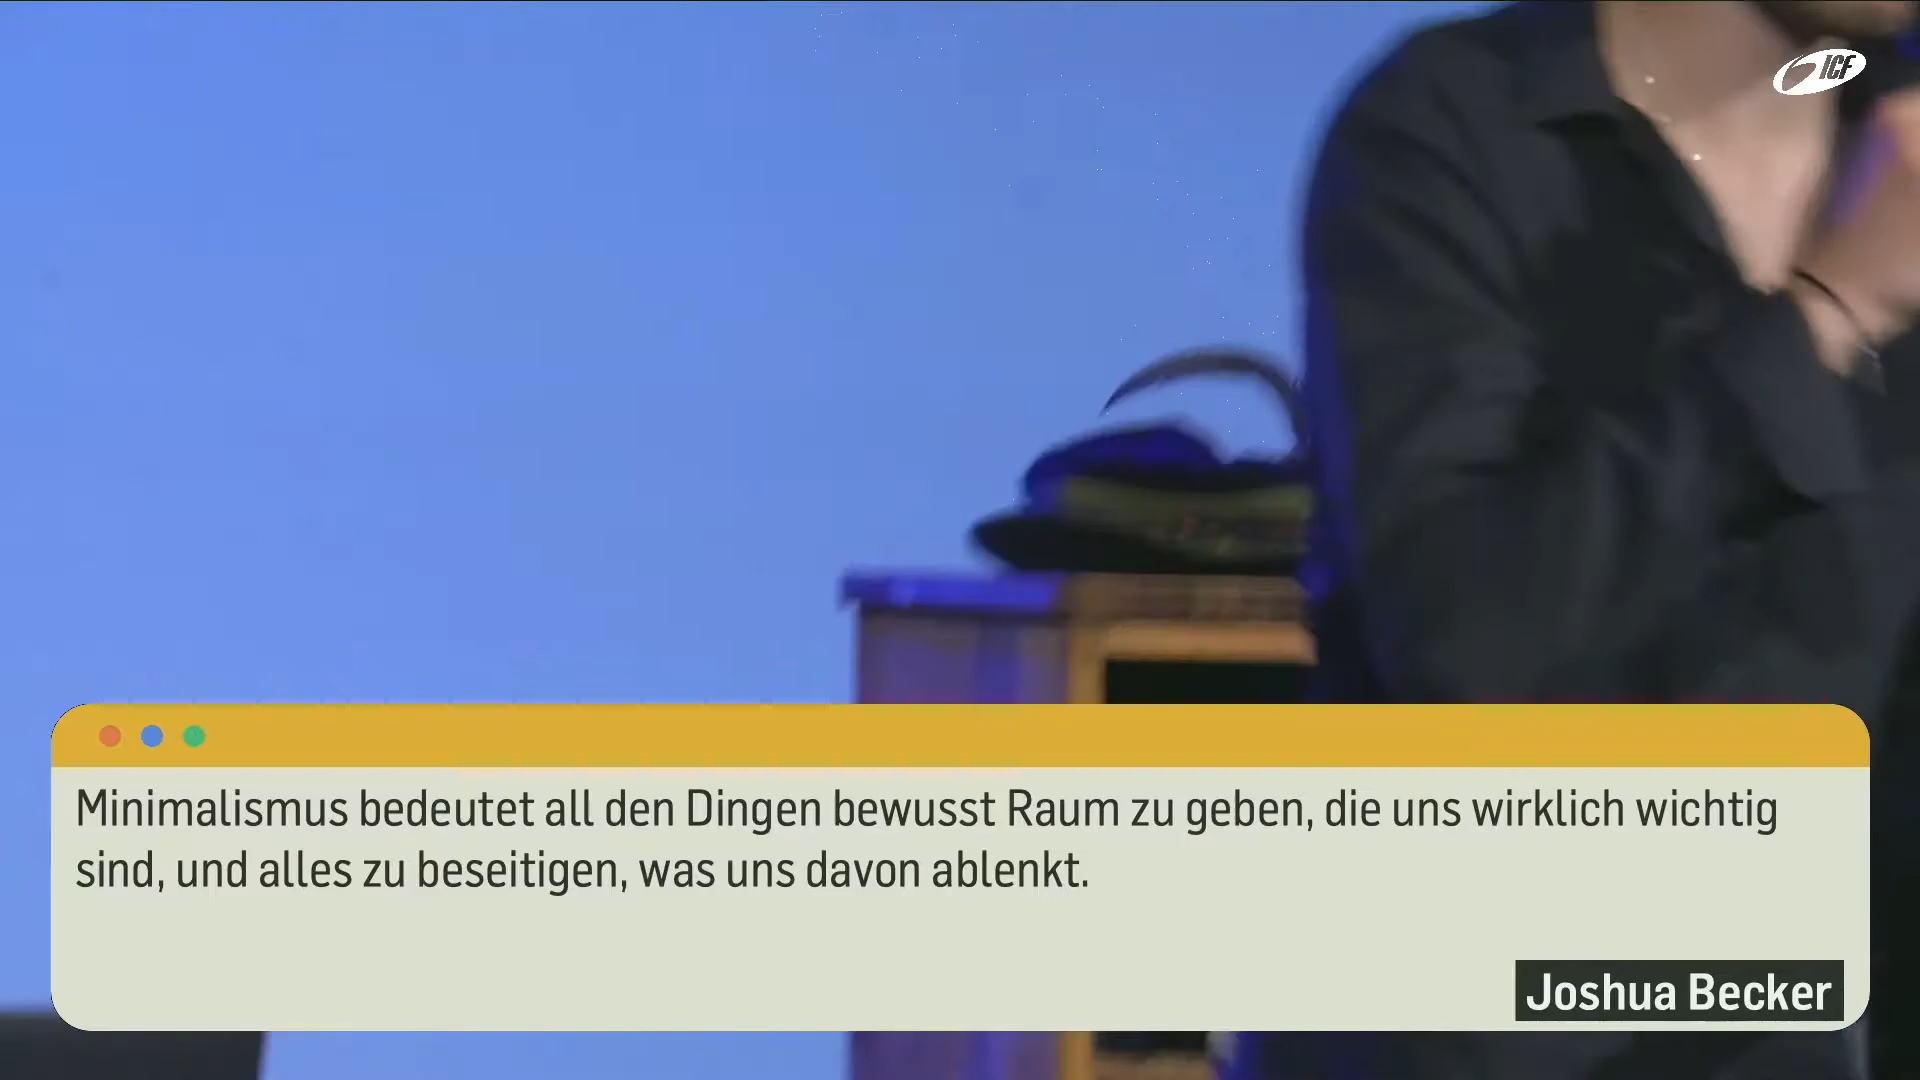 ICF
Minimalismus bedeutet all den Dingen bewusst Raum zu geben, die uns wirklich wichtig
sind, und alles zu beseitigen, was uns davon ablenkt.
Joshua Becker